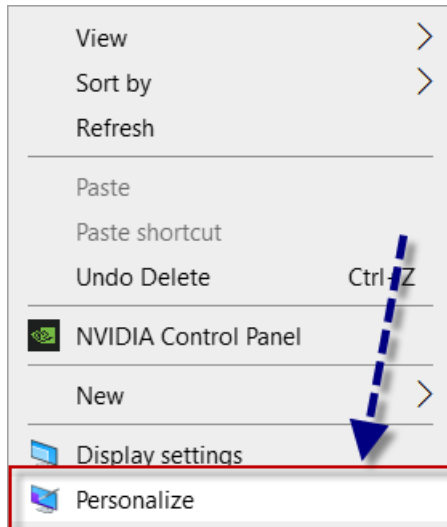 View
Sort by
Refresh
Paste
Paste shortcut
Undo Delete Ctrl+Z
NVIDIA Control Panel
New
Display settings
Personalize